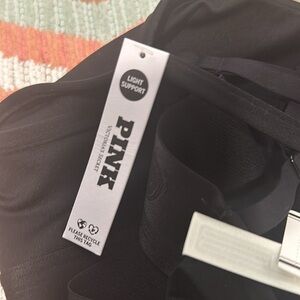 LIGHT
SUPPORT
PINK
VICTORIA'S SECRET
PLEASE RECYCLE
THIS TAG